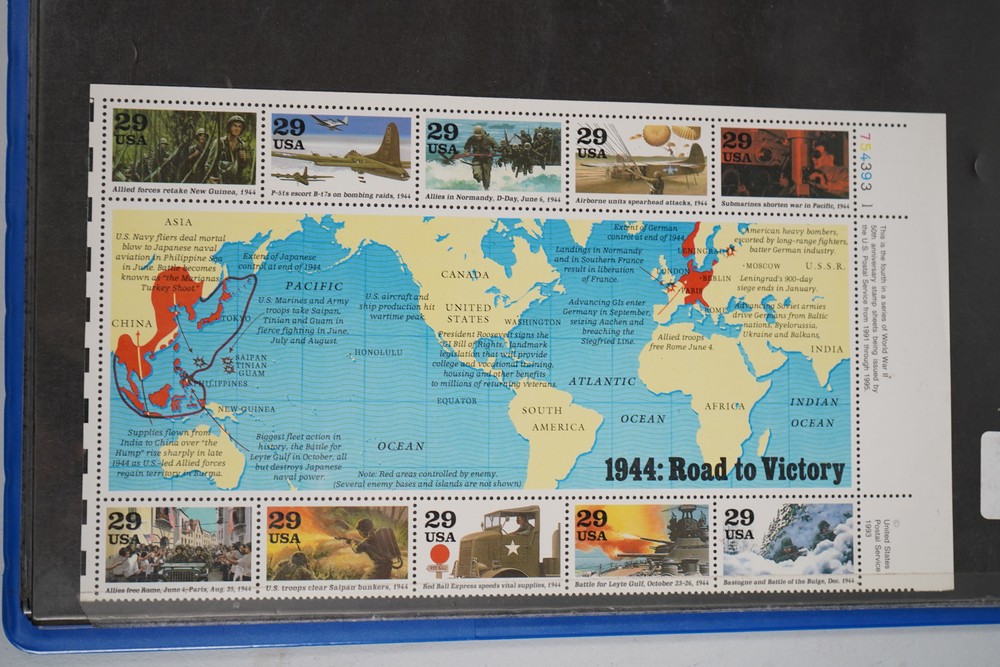 29
USA
Allied forces retake New Guinea, 1944
29
USA
P-51s escort B-17s on bombing raids, 1944
29
USA
Allies in Normandy, D-Day, June 6, 1944
29
USA
Airborne units spearhead attacks, 1944
29
USA
Submarines shorten war in Pacific, 1944
754393 1
This is the fourth in a series of World War II
50th anniversary stamp sheets being issued by
the U.S. Postal Service from 1991 through 1995.
ASIA
U.S. Navy fliers deal mortal
blow to Japanese naval
aviation in Philippine Sea
in June. Battle becomes
known as "the Marianas
Turkey Shoot."
Extent of Japanese
control at end of 1944
PACIFIC
U.S. Marines and Army
troops take Saipan,
Tinian and Guam in
fierce fighting in June,
July and August.
TOKYO
CHINA
SAIPAN
TINIAN
GUAM
PHILIPPINES
NEW GUINEA
Supplies flown from
India to China over "the
Hump" rise sharply in late
1944 as U.S.-led Allied forces
regain territory in Burma.
Biggest fleet action in
history, the Battle for
Leyte Gulf in October, all
but destroys Japanese
naval power.
U.S. aircraft and
ship production hit
wartime peak.
HONOLULU
CANADA
UNITED
STATES
WASHINGTON
President Roosevelt signs the
GI Bill of Rights, landmark
legislation that will provide
college and vocational training,
housing and other benefits
to millions of returning veterans.
EQUATOR
OCEAN
Note: Red areas controlled by enemy.
(Several enemy bases and islands are not shown)
SOUTH
AMERICA
Extent of German
control at end of 1944
Landings in Normandy
and in Southern France
result in liberation
of France.
Advancing GIs enter
Germany in September,
seizing Aachen and
breaching the
Siegfried Line.
LENINGRAD
LONDON
BERLIN
PARIS
ROME
MOSCOW
U.S.S.R.
American heavy bombers,
escorted by long-range fighters,
batter German industry.
Leningrad's 900-day
siege ends in January.
Advancing Soviet armies
drive Germans from Baltic
nations, Byelorussia,
Ukraine and Balkans.
Allied troops
free Rome June 4.
INDIA
ATLANTIC
OCEAN
AFRICA
INDIAN
OCEAN
1944: Road to Victory
29
USA
Allies free Rome, June 4; Paris, Aug. 25, 1944
29
USA
U.S. troops clear Saipan bunkers, 1944
29
USA
Red Ball Express speeds vital supplies, 1944
29
USA
Battle for Leyte Gulf, October 23-26, 1944
29
USA
Bastogne and Battle of the Bulge, Dec. 1944
©
United States
Postal Service
1993